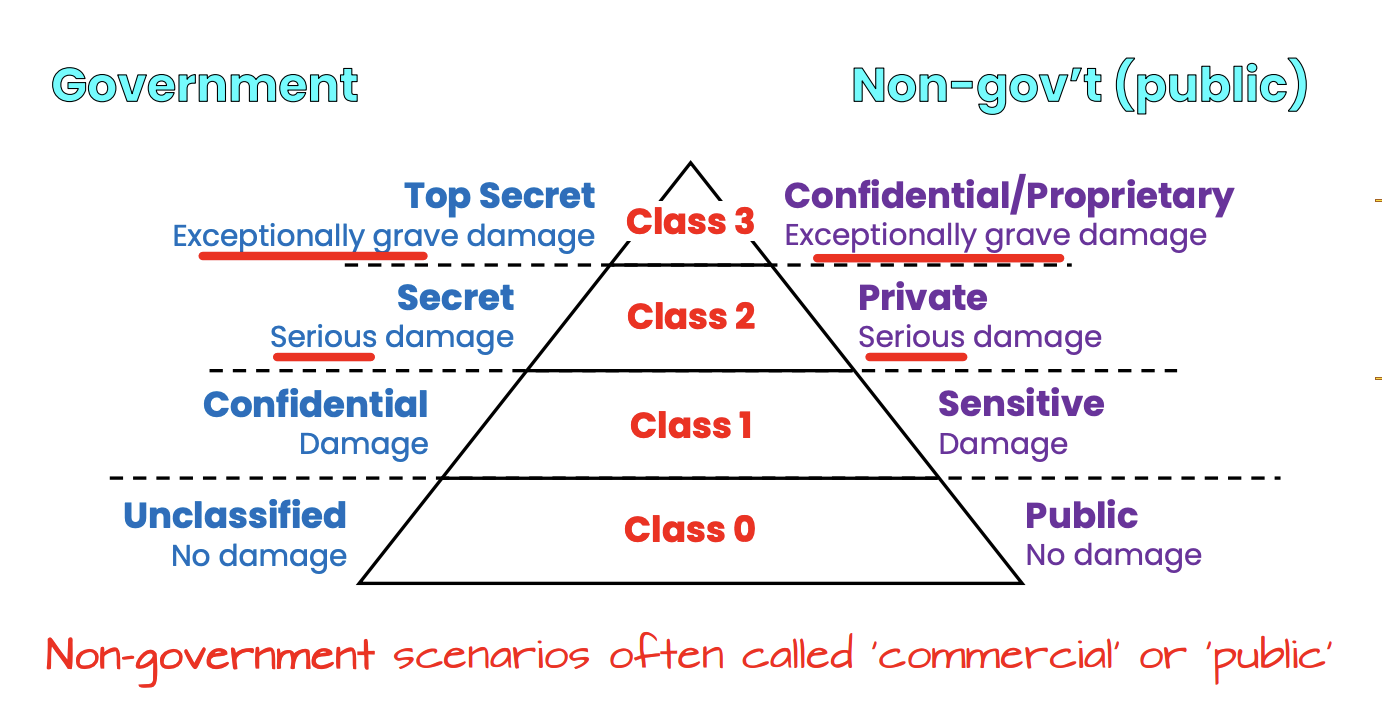 Government
Non-gov’t (public)
Top Secret
Exceptionally grave damage
Class 3
Confidential/Proprietary
Exceptionally grave damage
Secret
Serious damage
Class 2
Private
Serious damage
Confidential
Damage
Class 1
Sensitive
Damage
Unclassified
No damage
Class 0
Public
No damage
Non-government scenarios often called 'commercial' or 'public'